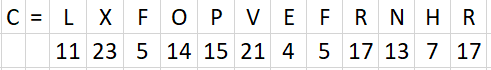 C = L X F O P V E F R N H R
11 23 5 14 15 21 4 5 17 13 7 17